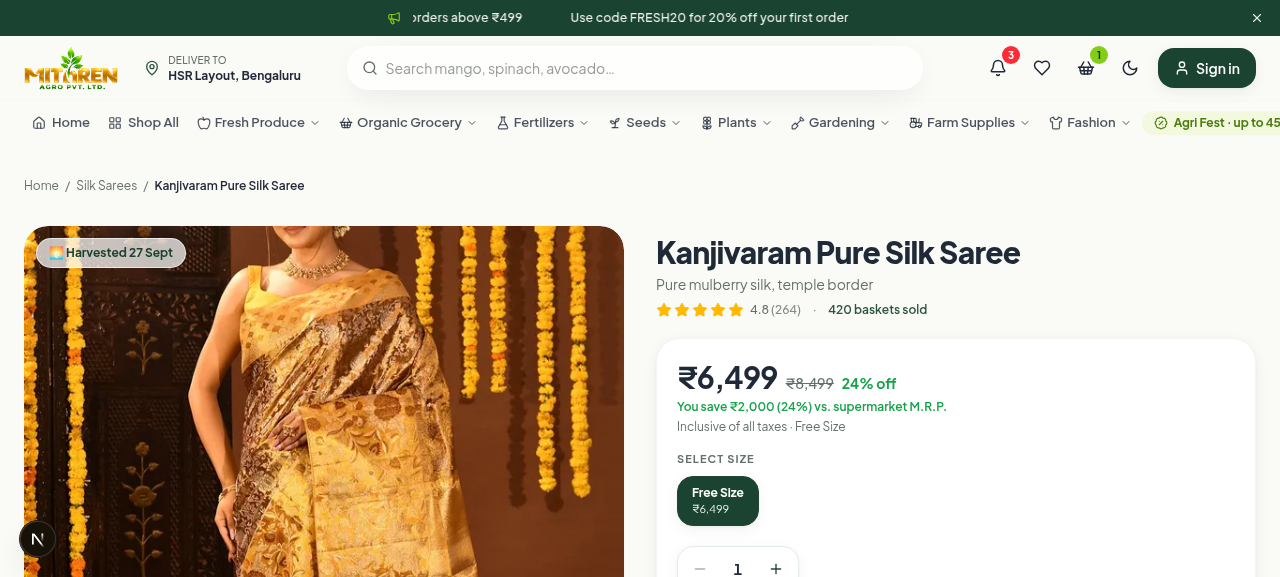 orders above ₹499 Use code FRESH20 for 20% off your first order
MITHREN
AGRO PVT. LTD.
DELIVER TO
HSR Layout, Bengaluru
Search mango, spinach, avocado...
3
1
Sign in
Home Shop All Fresh Produce Organic Grocery Fertilizers Seeds Plants Gardening Farm Supplies Fashion Agri Fest · up to 45
Home / Silk Sarees / Kanjivaram Pure Silk Saree
Harvested 27 Sept
Kanjivaram Pure Silk Saree
Pure mulberry silk, temple border
4.8 (264) · 420 baskets sold
₹6,499 ₹8,499 24% off
You save ₹2,000 (24%) vs. supermarket M.R.P.
Inclusive of all taxes · Free Size
SELECT SIZE
Free Size
₹6,499
− 1 +
N